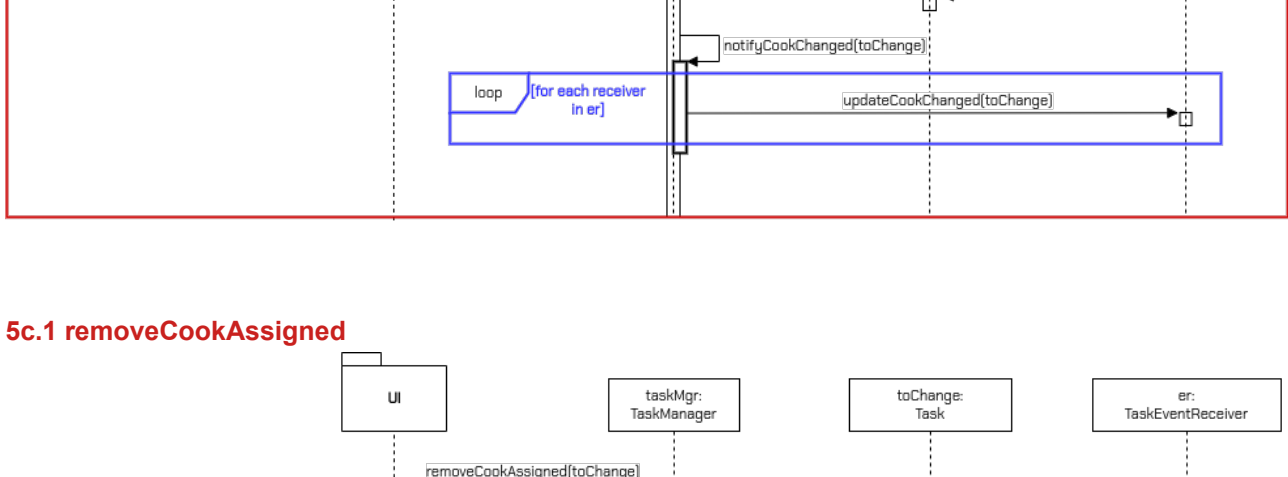 notifyCookChanged(toChange)
loop
[for each receiver
in er]
updateCookChanged(toChange)
5c.1 removeCookAssigned
UI
taskMgr:
TaskManager
toChange:
Task
er:
TaskEventReceiver
removeCookAssigned(toChange)